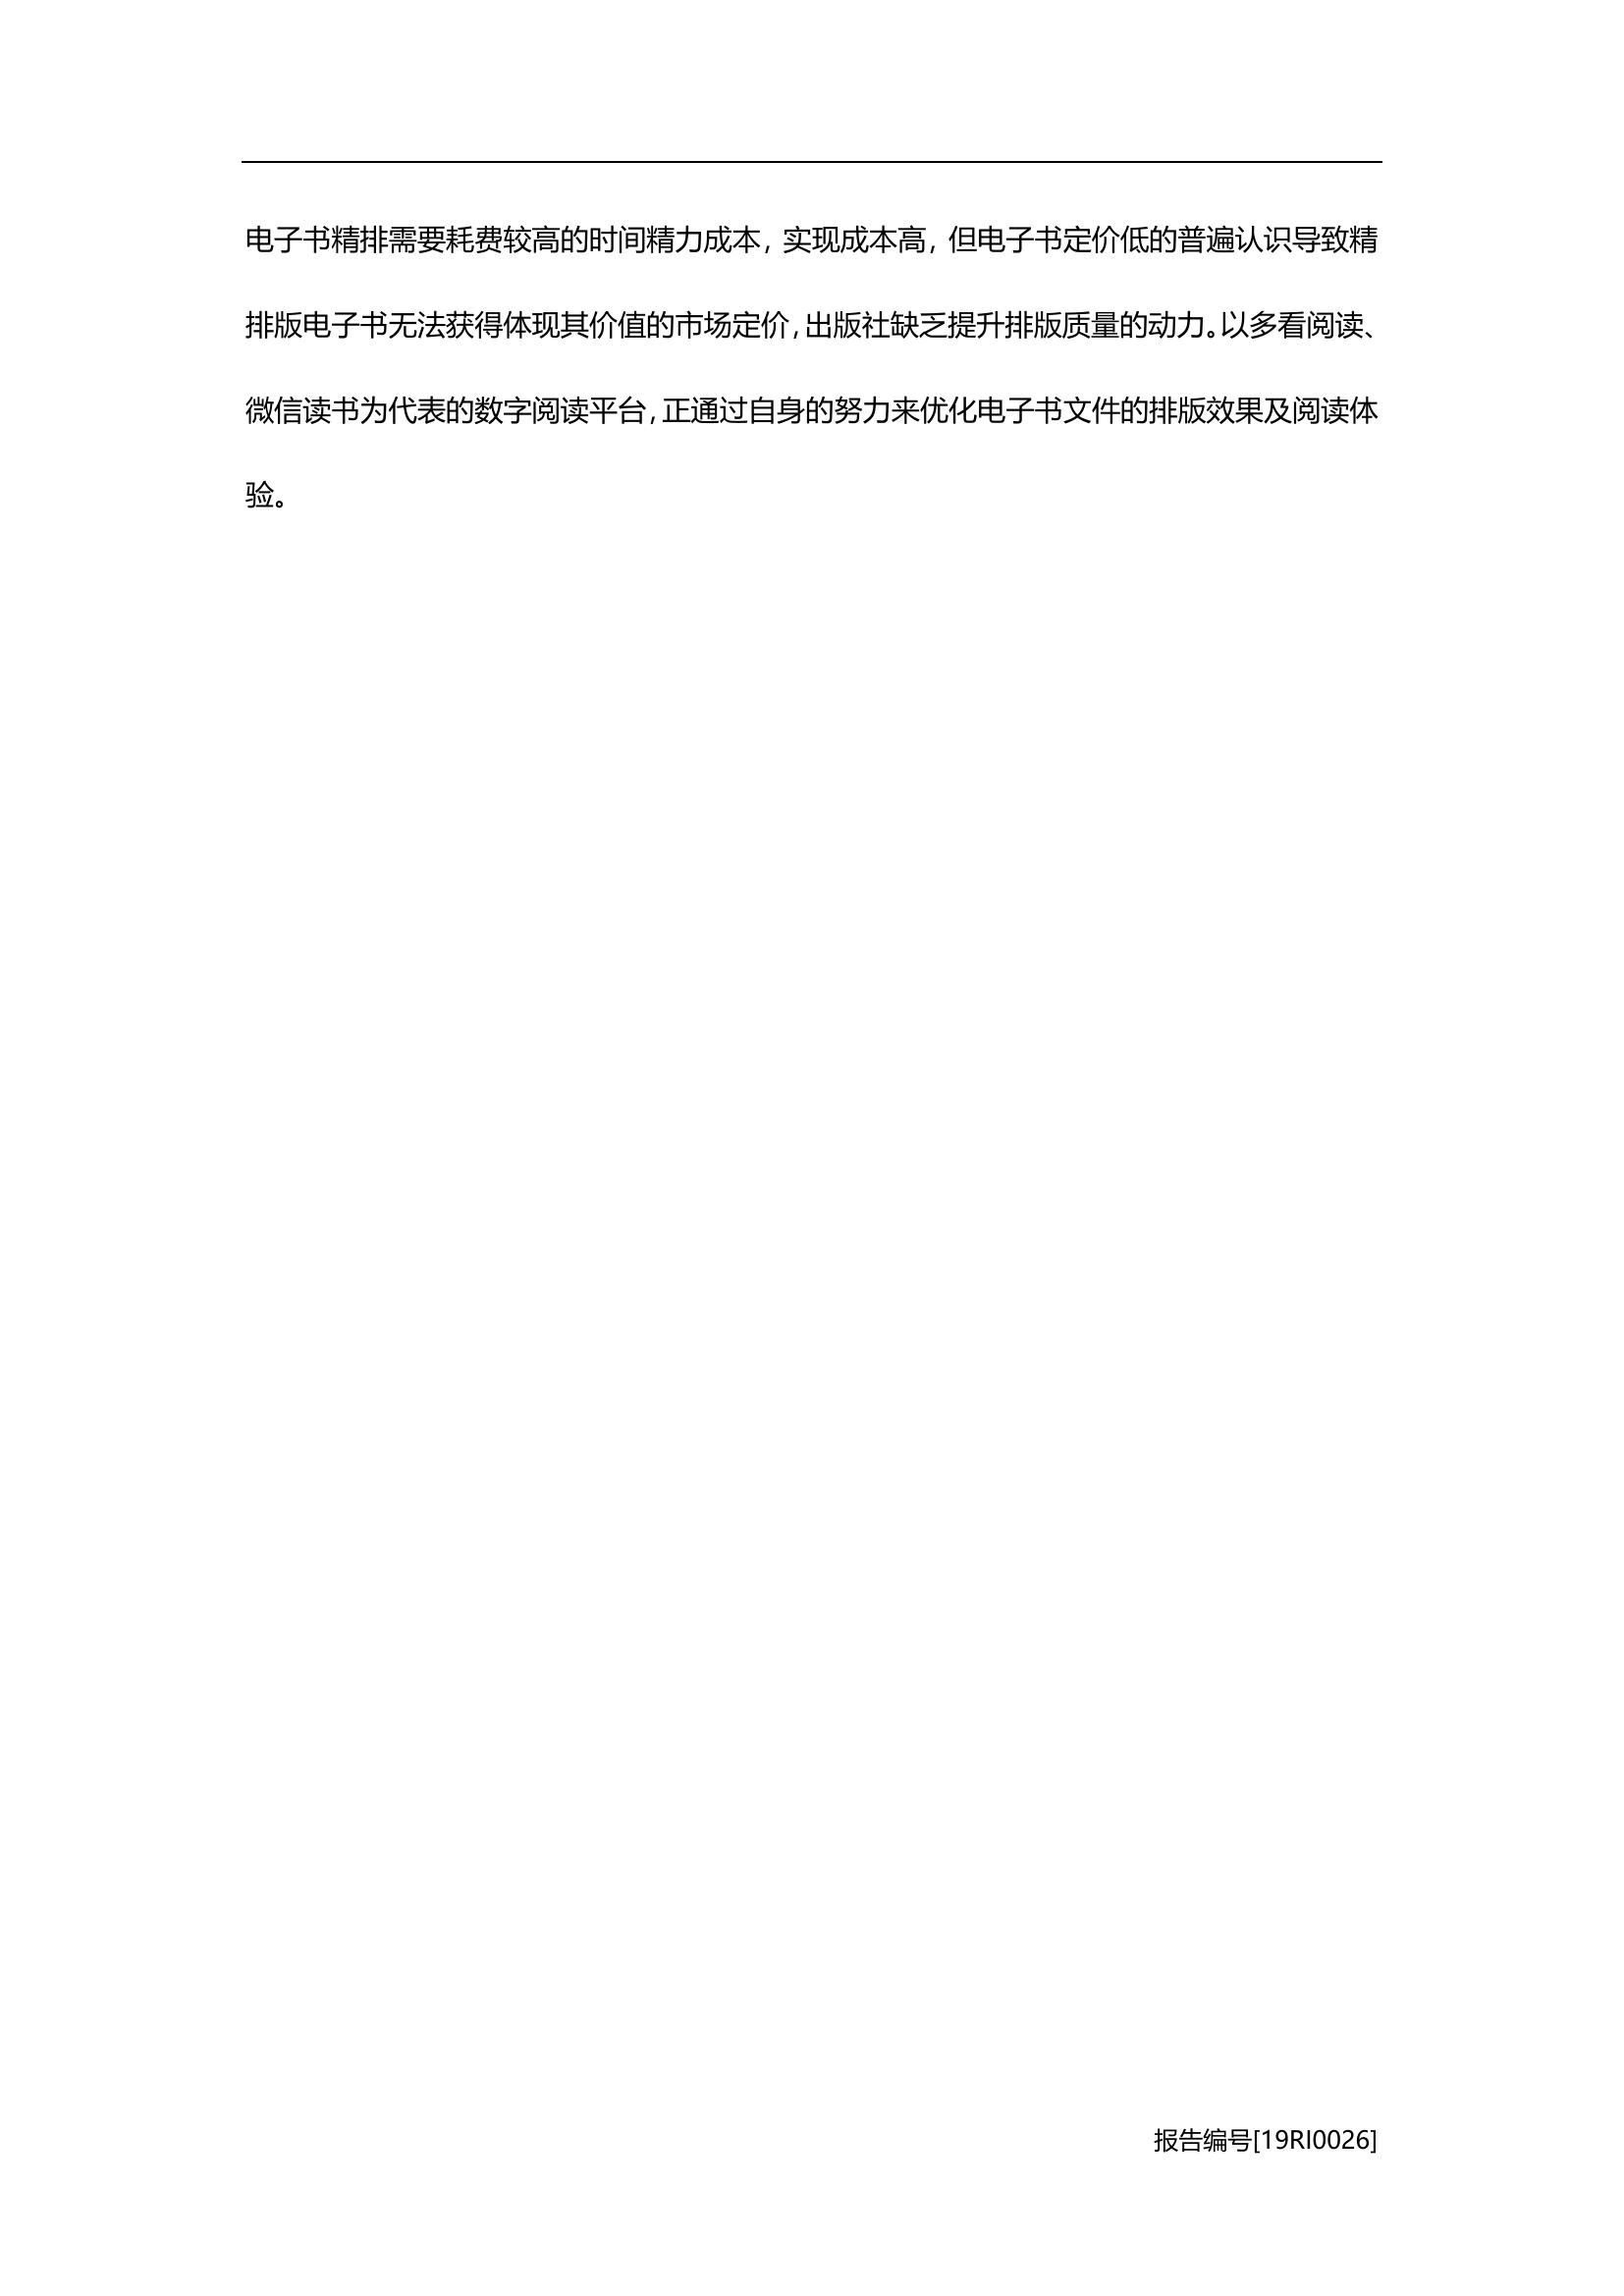 电子书精排需要耗费较高的时间精力成本，实现成本高，但电子书定价低的普遍认识导致精
排版电子书无法获得体现其价值的市场定价，出版社缺乏提升排版质量的动力。以多看阅读、
微信读书为代表的数字阅读平台，正通过自身的努力来优化电子书文件的排版效果及阅读体
验。
报告编号[19RI0026]